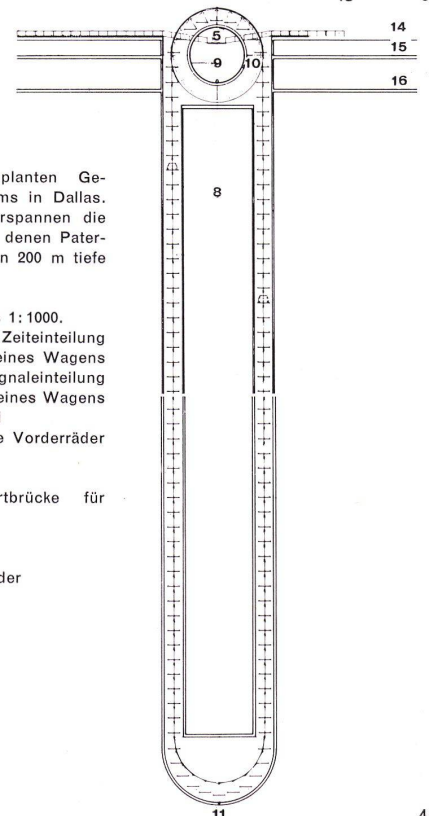 14
15
16
5
9
10
8
planten Ge-
ms in Dallas.
rspannen die
denen Pater-
n 200 m tiefe
1:1000.
Zeiteinteilung
eines Wagens
gnaleinteilung
eines Wagens
e Vorderräder
rtbrücke für
der
11
4